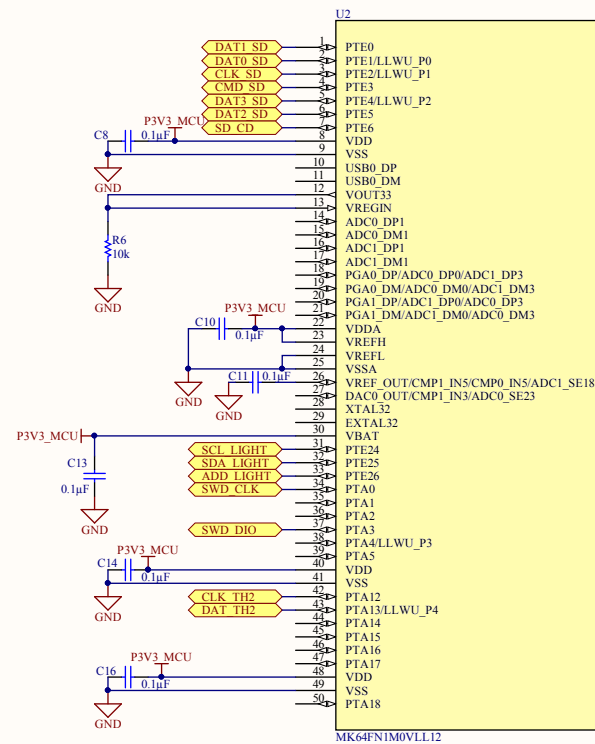 U2
DAT1_SD 1 PTE0
DAT0_SD 2 PTE1/LLWU_P0
CLK_SD 3 PTE2/LLWU_P1
CMD_SD 4 PTE3
DAT3_SD 5 PTE4/LLWU_P2
DAT2_SD 6 PTE5
P3V3_MCU
SD_CD 7 PTE6
C8 0.1µF 8 VDD
9 VSS
10 USB0_DP
GND
11 USB0_DM
12 VOUT33
13 VREGIN
14 ADC0_DP1
15 ADC0_DM1
R6
16 ADC1_DP1
10k
17 ADC1_DM1
18 PGA0_DP/ADC0_DP0/ADC1_DP3
19 PGA0_DM/ADC0_DM0/ADC1_DM3
GND
20 PGA1_DP/ADC1_DP0/ADC0_DP3
P3V3_MCU
21 PGA1_DM/ADC1_DM0/ADC0_DM3
C10 22 VDDA
0.1µF 23 VREFH
24 VREFL
25 VSSA
C11 0.1µF 26 VREF_OUT/CMP1_IN5/CMP0_IN5/ADC1_SE18
27 DAC0_OUT/CMP1_IN3/ADC0_SE23
GND
28 XTAL32
GND
29 EXTAL32
P3V3_MCU 30 VBAT
SCL_LIGHT 31 PTE24
C13
SDA_LIGHT 32 PTE25
ADD_LIGHT 33 PTE26
0.1µF
SWD_CLK 34 PTA0
35 PTA1
36 PTA2
GND
SWD_DIO 37 PTA3
38 PTA4/LLWU_P3
P3V3_MCU
39 PTA5
C14 40 VDD
0.1µF
41 VSS
CLK_TH2 42 PTA12
DAT_TH2 43 PTA13/LLWU_P4
GND
44 PTA14
45 PTA15
46 PTA16
P3V3_MCU
47 PTA17
C16 48 VDD
0.1µF
49 VSS
50 PTA18
GND
MK64FN1M0VLL12